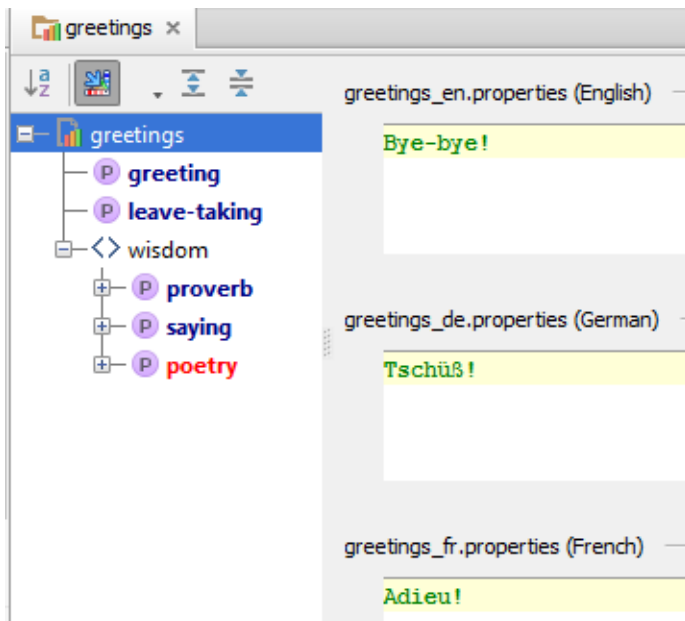 greetings
greetings
greeting
leave-taking
wisdom
proverb
saying
poetry
greetings_en.properties (English)
Bye-bye!
greetings_de.properties (German)
Tschüß!
greetings_fr.properties (French)
Adieu!